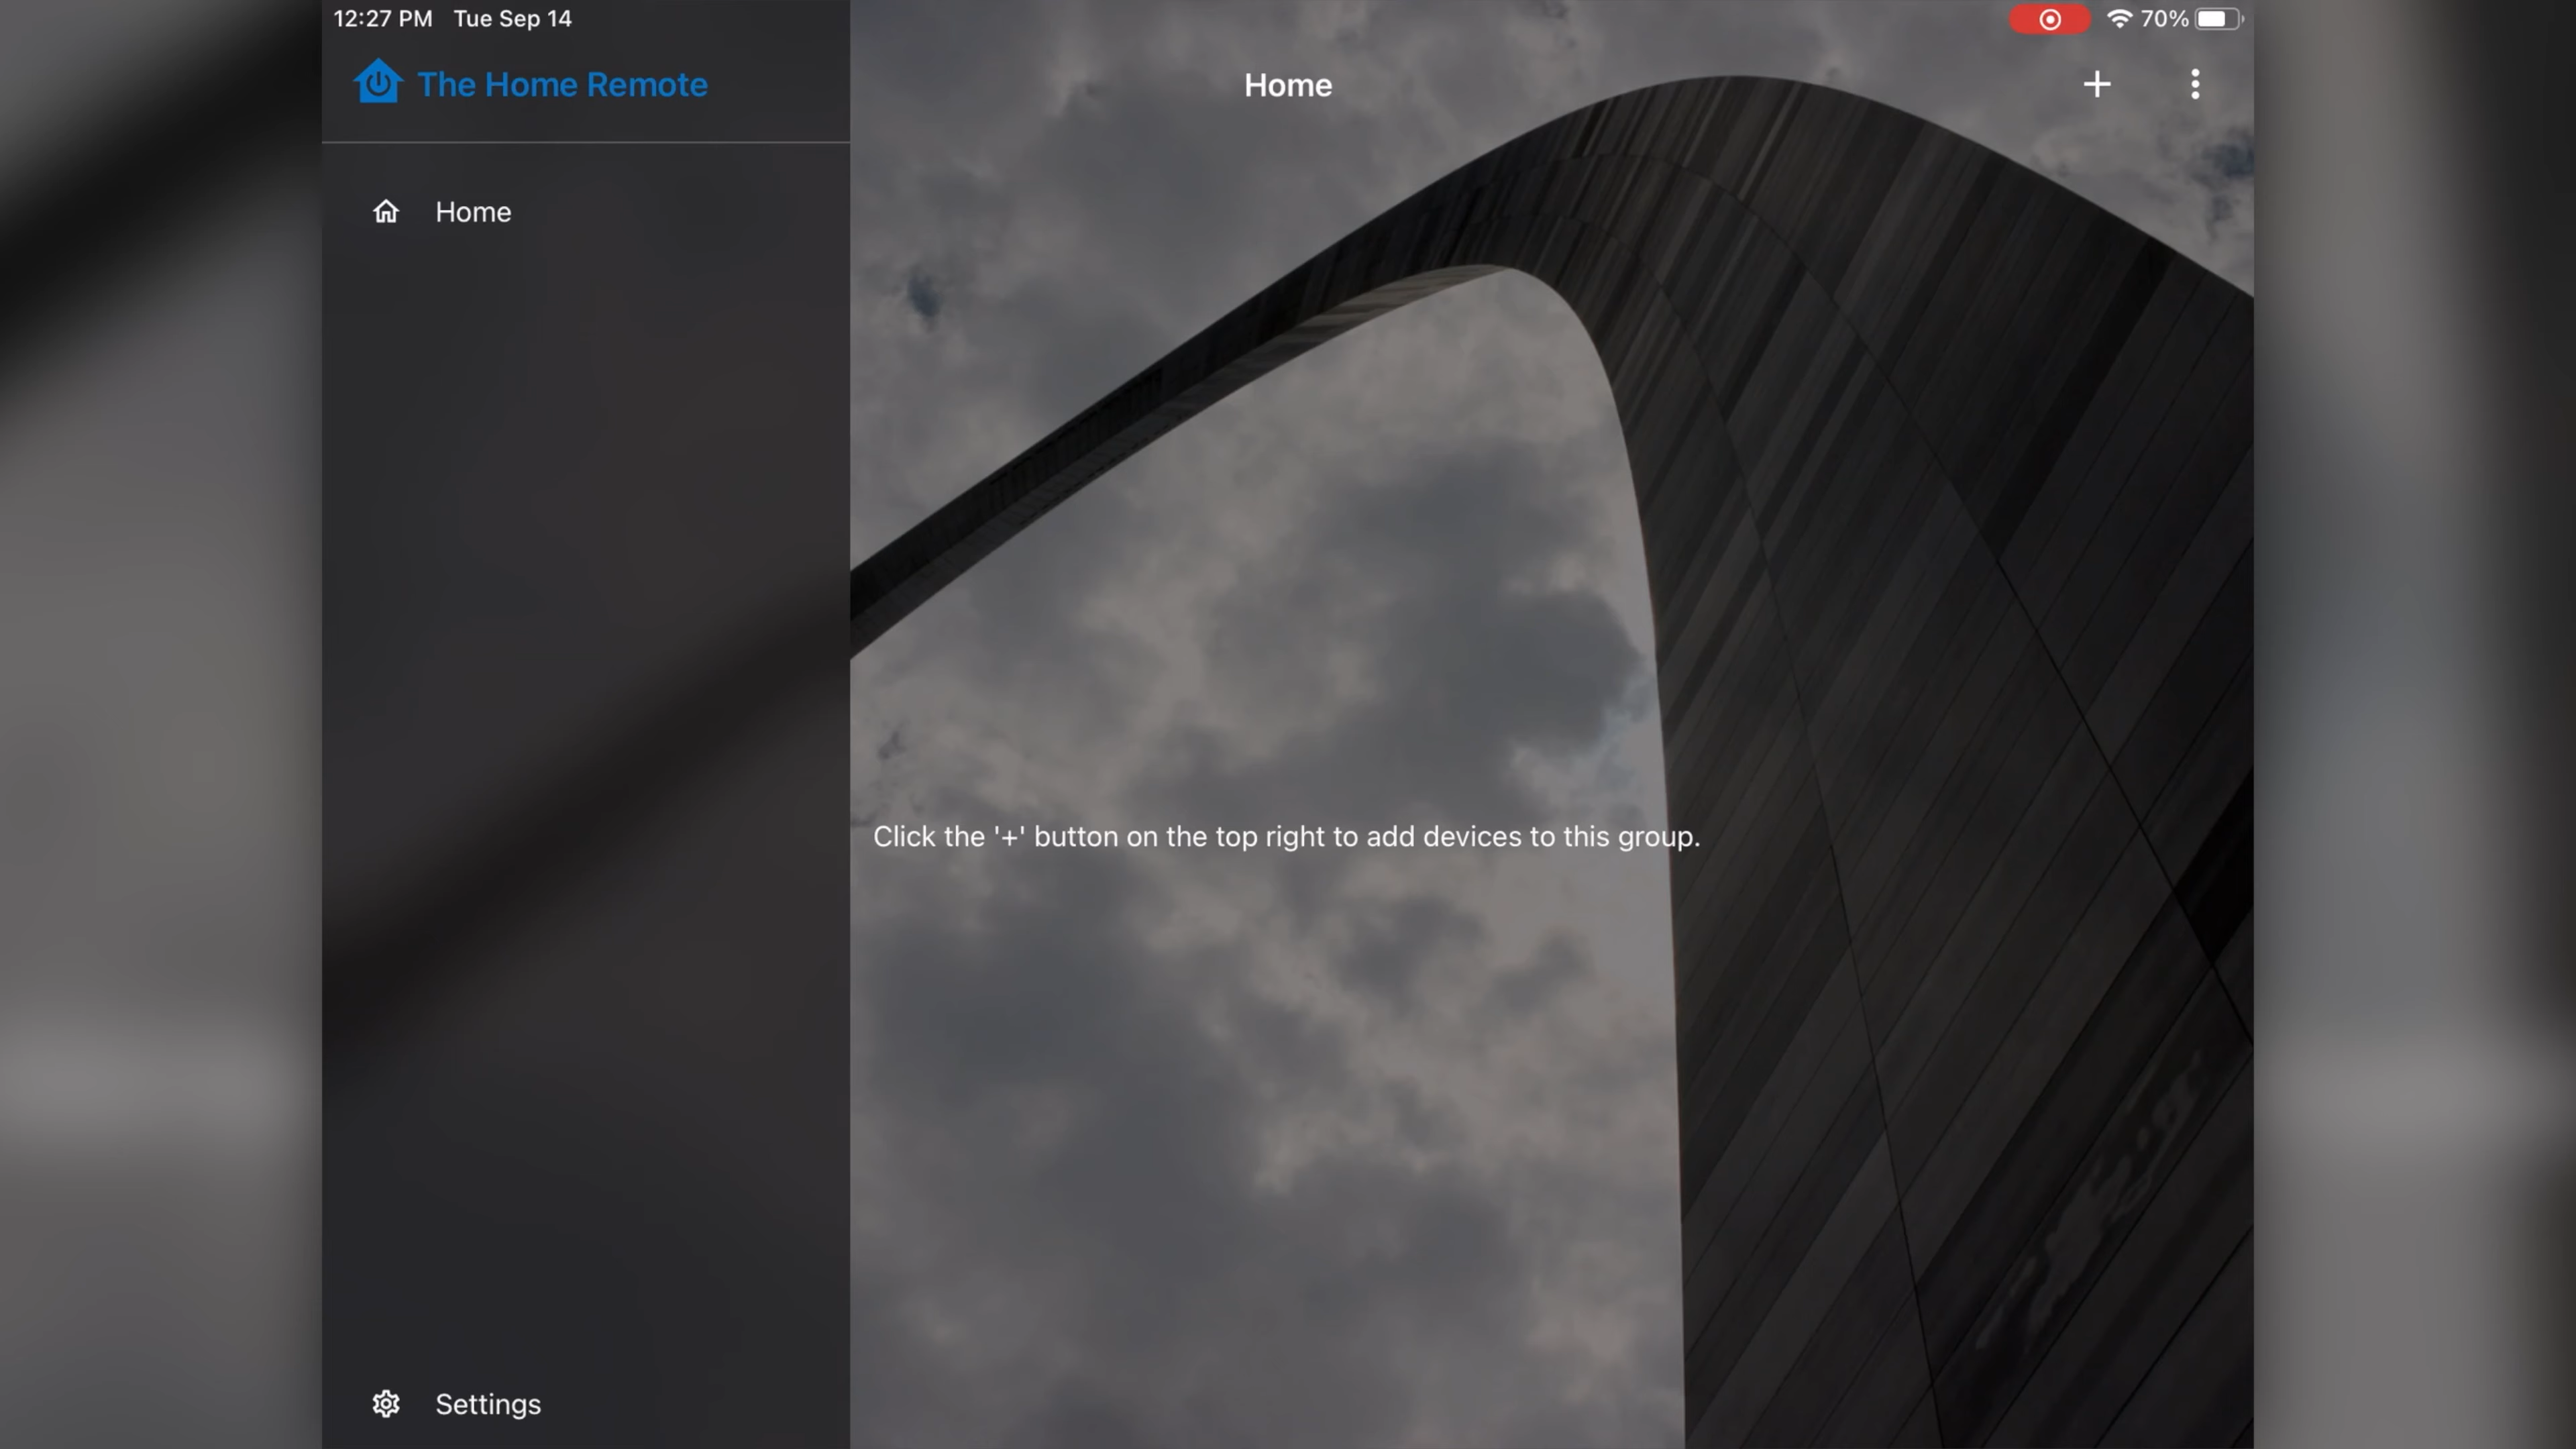 12:27 PM Tue Sep 14
70%
The Home Remote
Home
Home
Click the '+' button on the top right to add devices to this group.
Settings